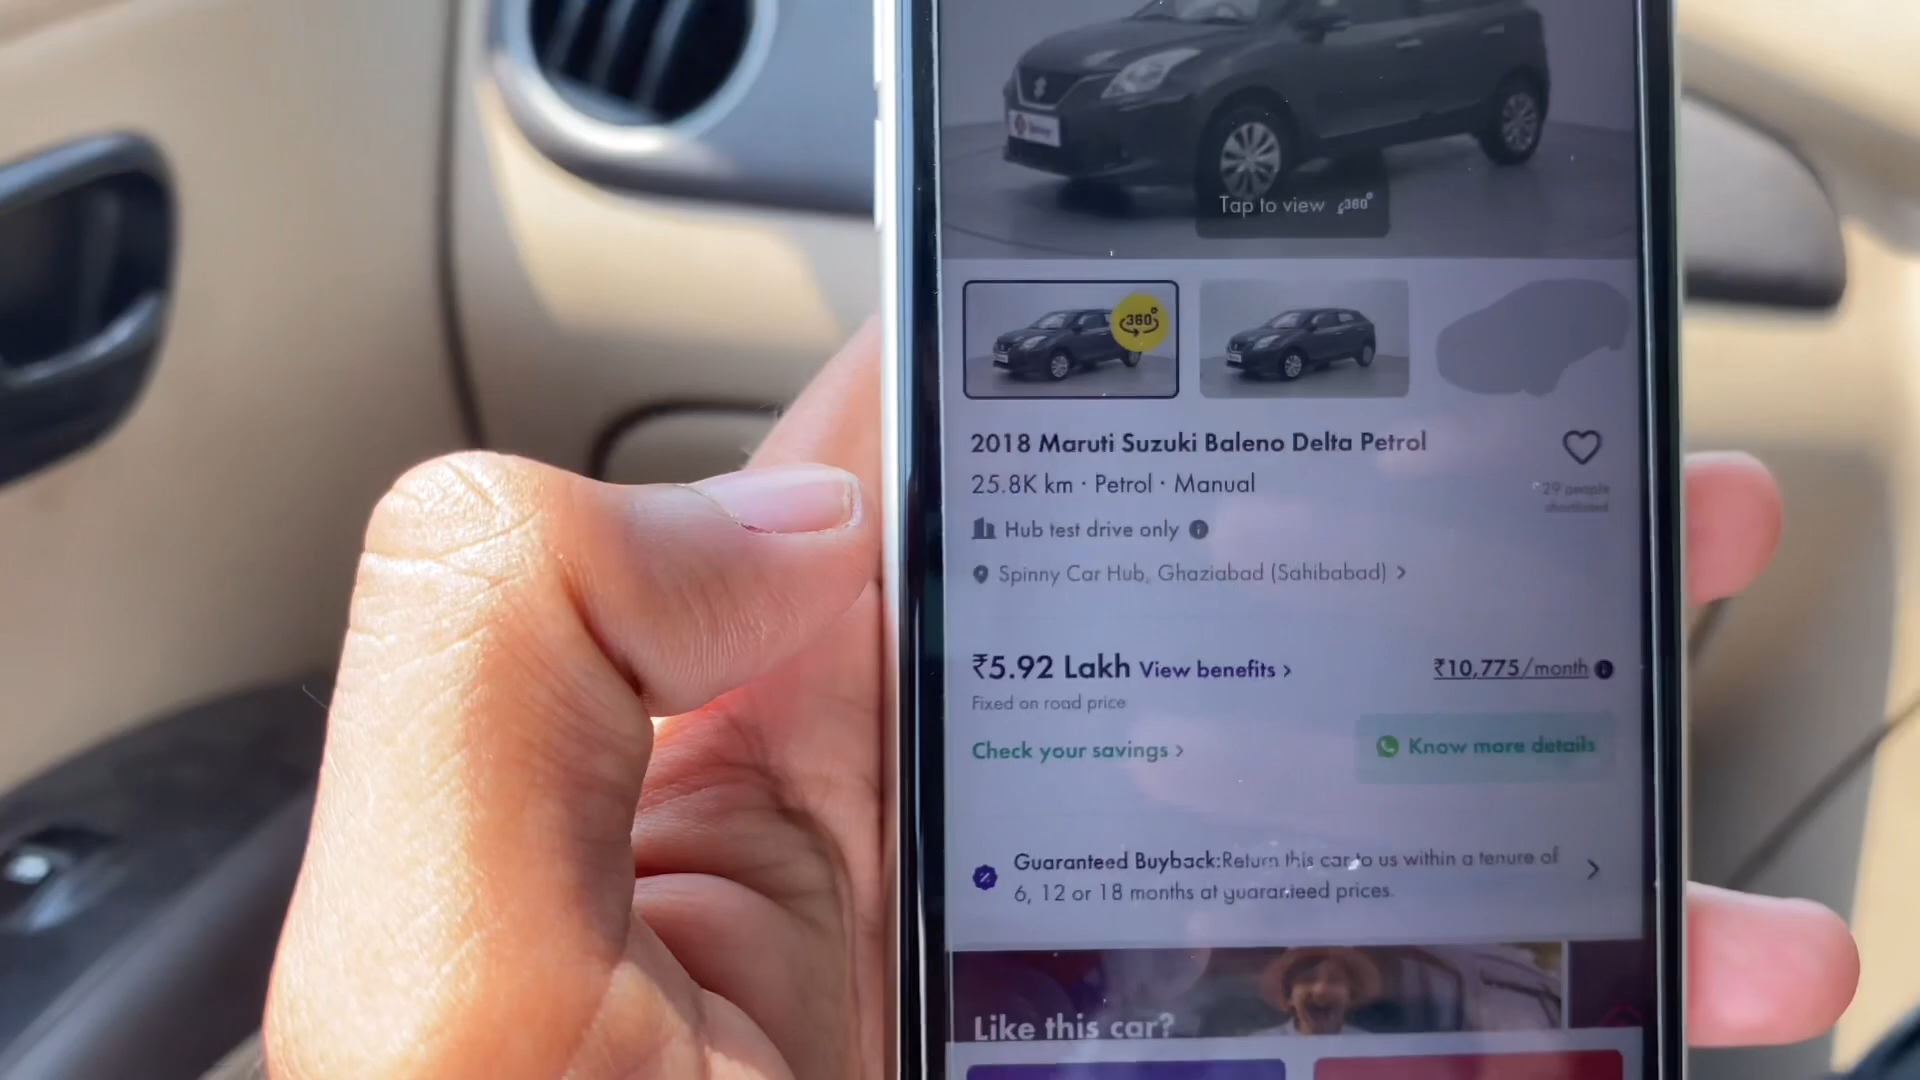 Tap to view 360°
360°
2018 Maruti Suzuki Baleno Delta Petrol
25.8K km · Petrol · Manual
29 people
shortlisted
Hub test drive only
Spinny Car Hub, Ghaziabad (Sahibabad) >
₹5.92 Lakh View benefits >
₹10,775/month
Fixed on road price
Check your savings >
Know more details
Guaranteed Buyback:Return this car to us within a tenure of
6, 12 or 18 months at guaranteed prices.
Like this car?